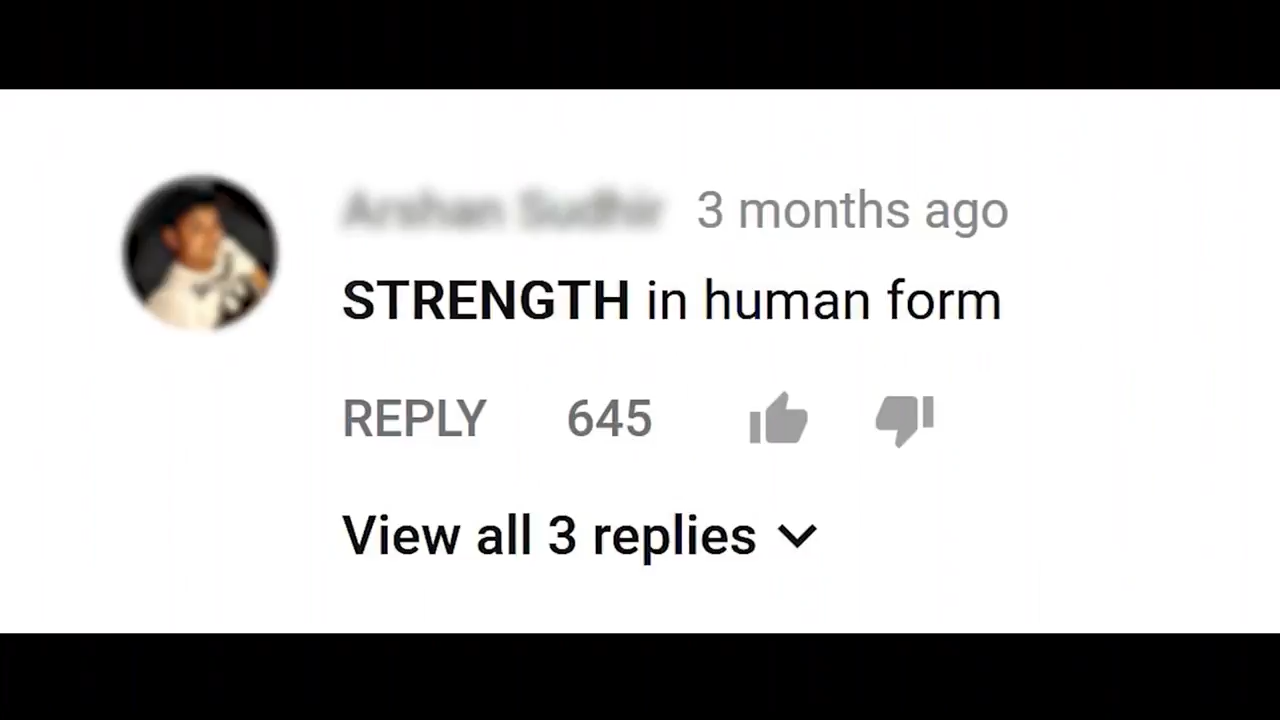 3 months ago
STRENGTH in human form
REPLY 645
View all 3 replies